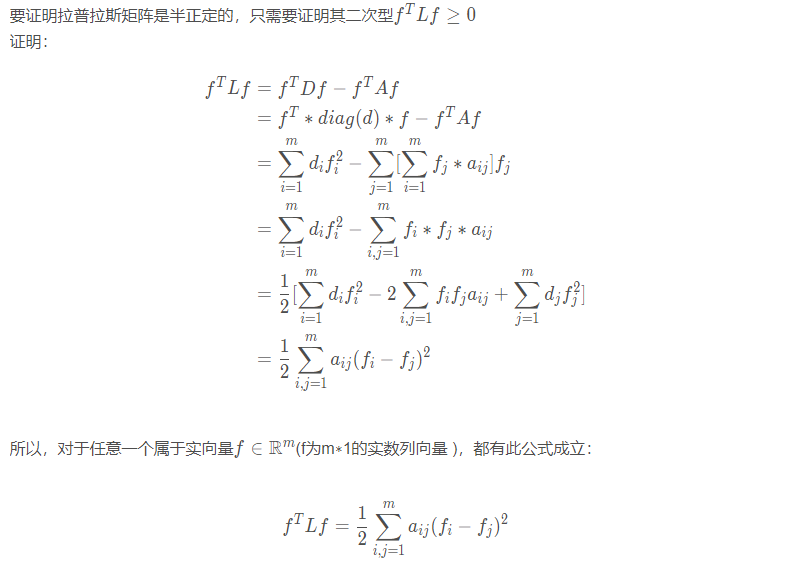 要证明拉普拉斯矩阵是半正定的，只需要证明其二次型$f^T L f \geq 0$
证明：
$f^T L f = f^T D f - f^T A f$
$= f^T * diag(d) * f - f^T A f$
$= \sum_{i=1}^{m} d_i f_i^2 - \sum_{j=1}^{m} [\sum_{i=1}^{m} f_j * a_{ij}] f_j$
$= \sum_{i=1}^{m} d_i f_i^2 - \sum_{i,j=1}^{m} f_i * f_j * a_{ij}$
$= \frac{1}{2} [\sum_{i=1}^{m} d_i f_i^2 - 2 \sum_{i,j=1}^{m} f_i f_j a_{ij} + \sum_{j=1}^{m} d_j f_j^2]$
$= \frac{1}{2} \sum_{i,j=1}^{m} a_{ij} (f_i - f_j)^2$
所以，对于任意一个属于实向量$f \in \mathbb{R}^m$(f为m*1的实数列向量 )，都有此公式成立：
$f^T L f = \frac{1}{2} \sum_{i,j=1}^{m} a_{ij} (f_i - f_j)^2$